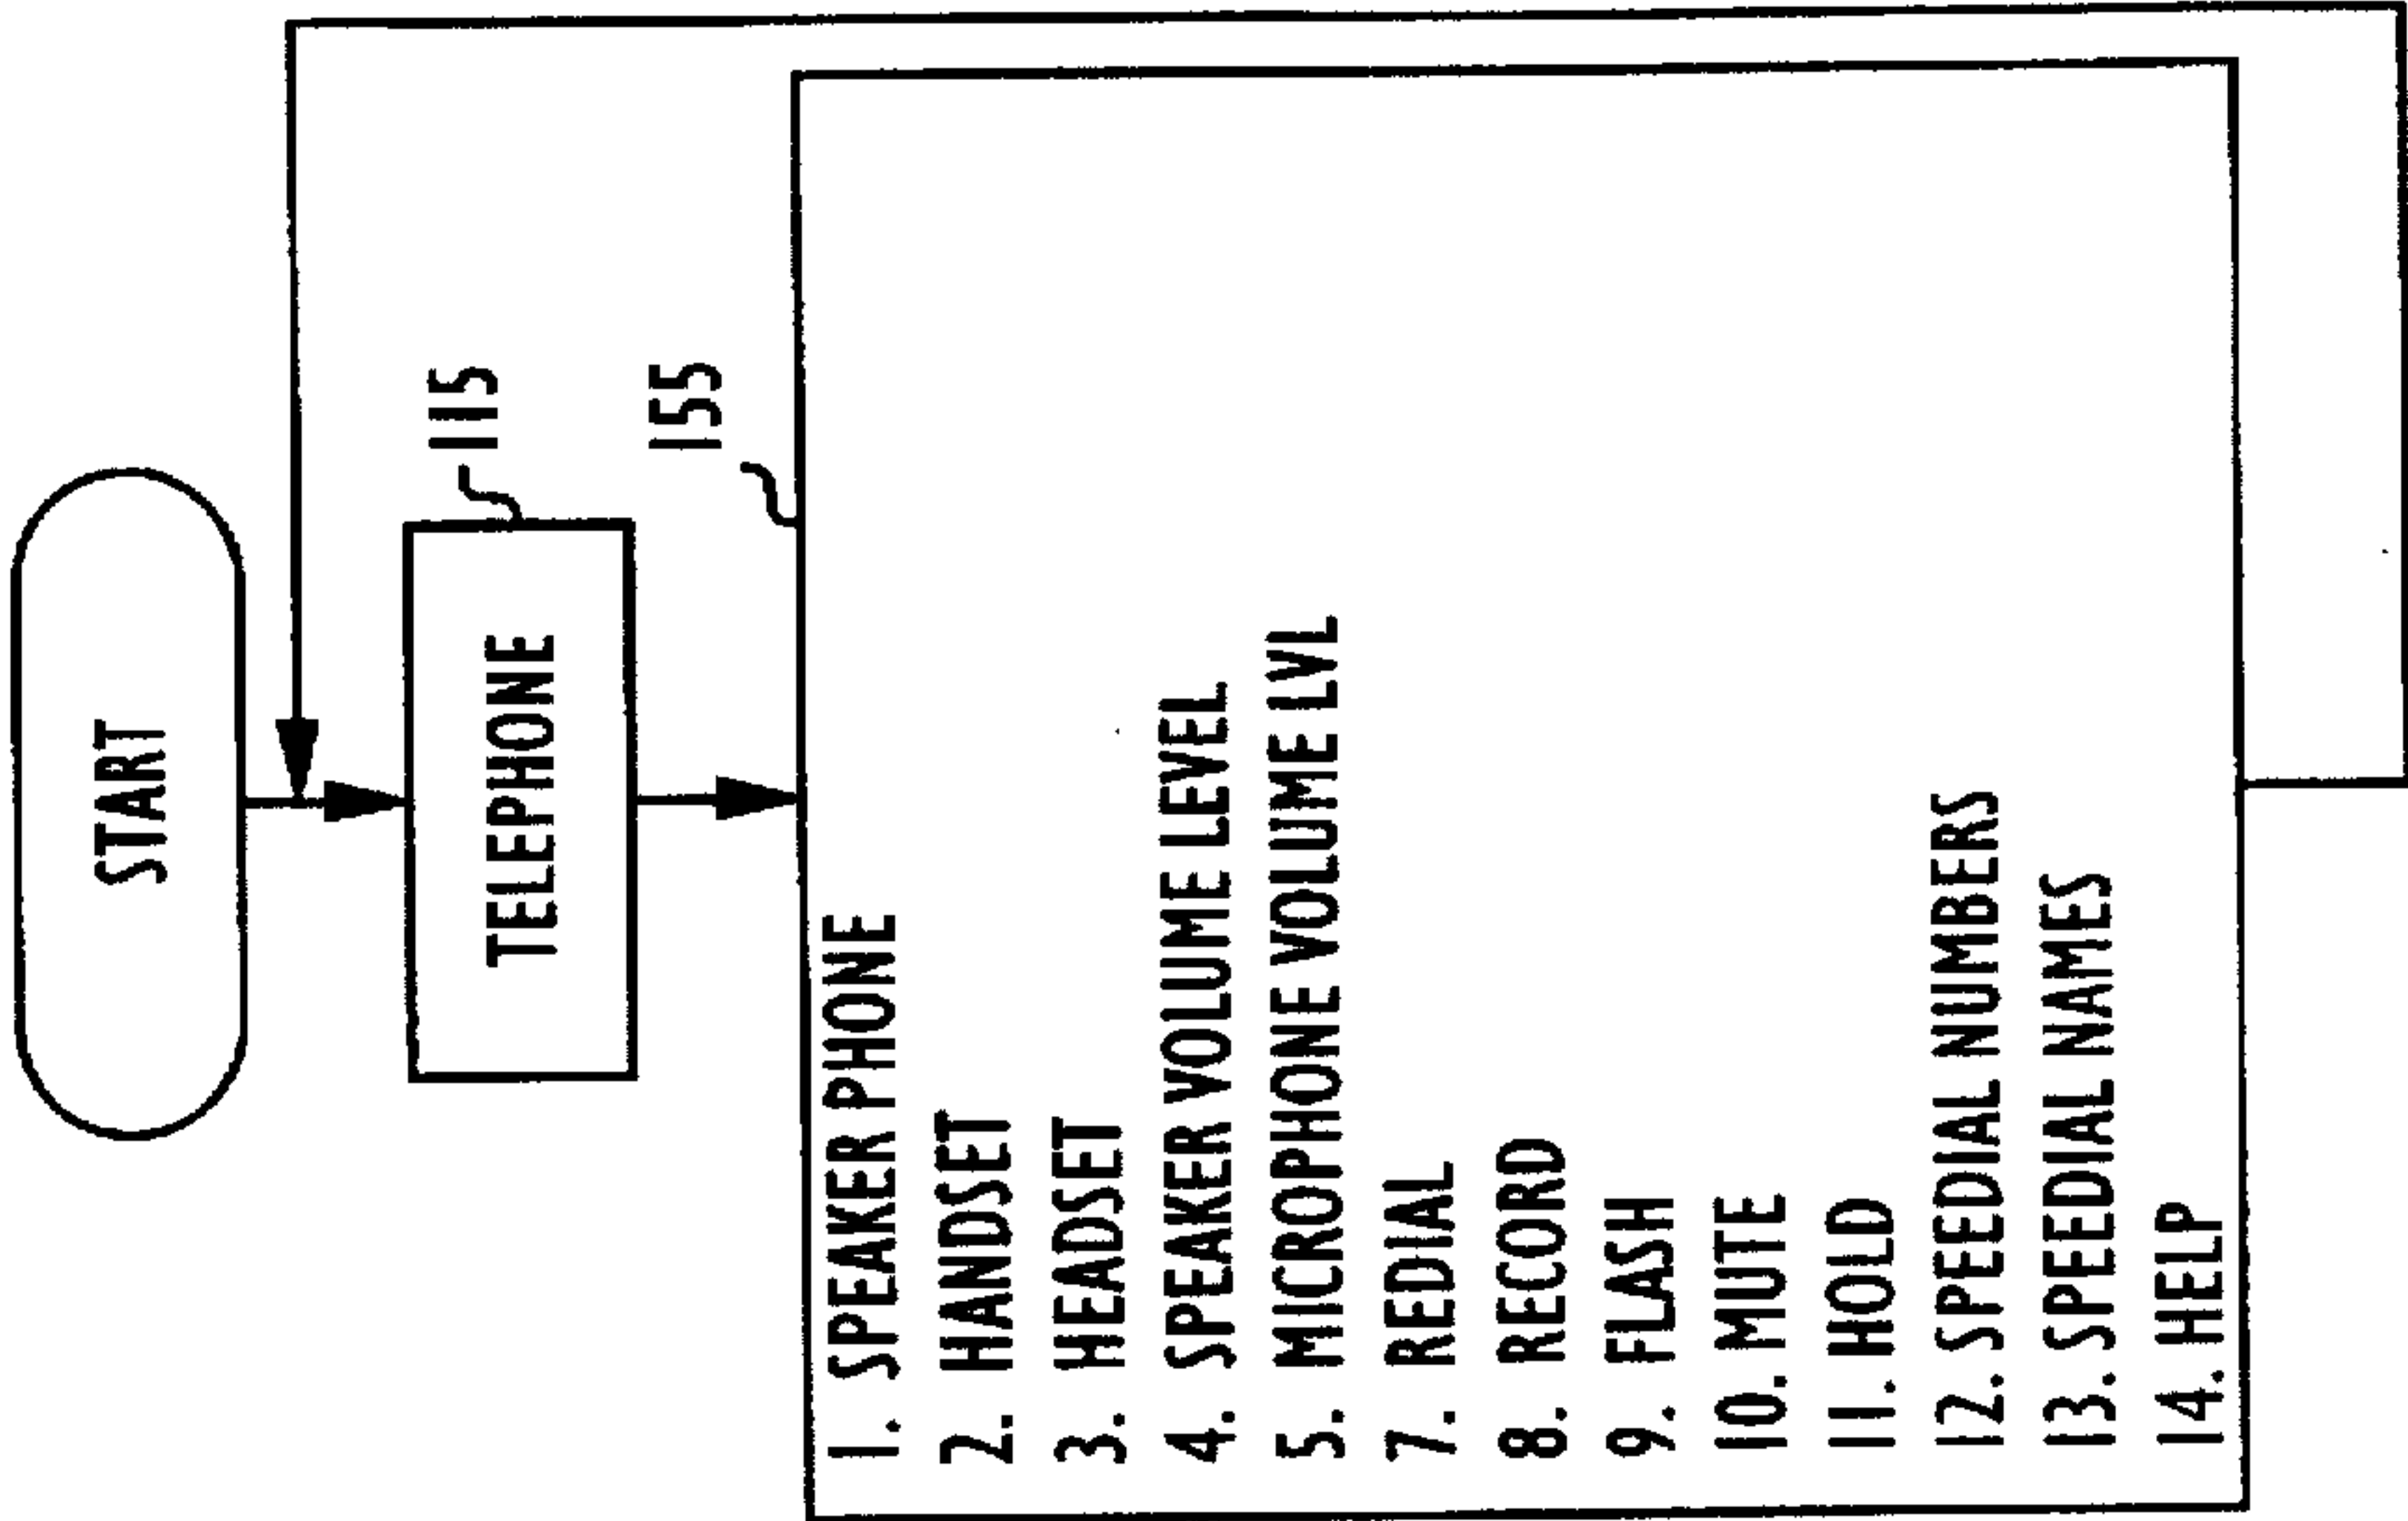 START
TELEPHONE
115
155
1. SPEAKER PHONE
2. HANDSET
3. HEADSET
4. SPEAKER VOLUME LEVEL
5. MICROPHONE VOLUME LVL
7. REDIAL
8. RECORD
9. FLASH
10. MUTE
11. HOLD
12. SPEEDIAL NUMBERS
13. SPEEDIAL NAMES
14. HELP